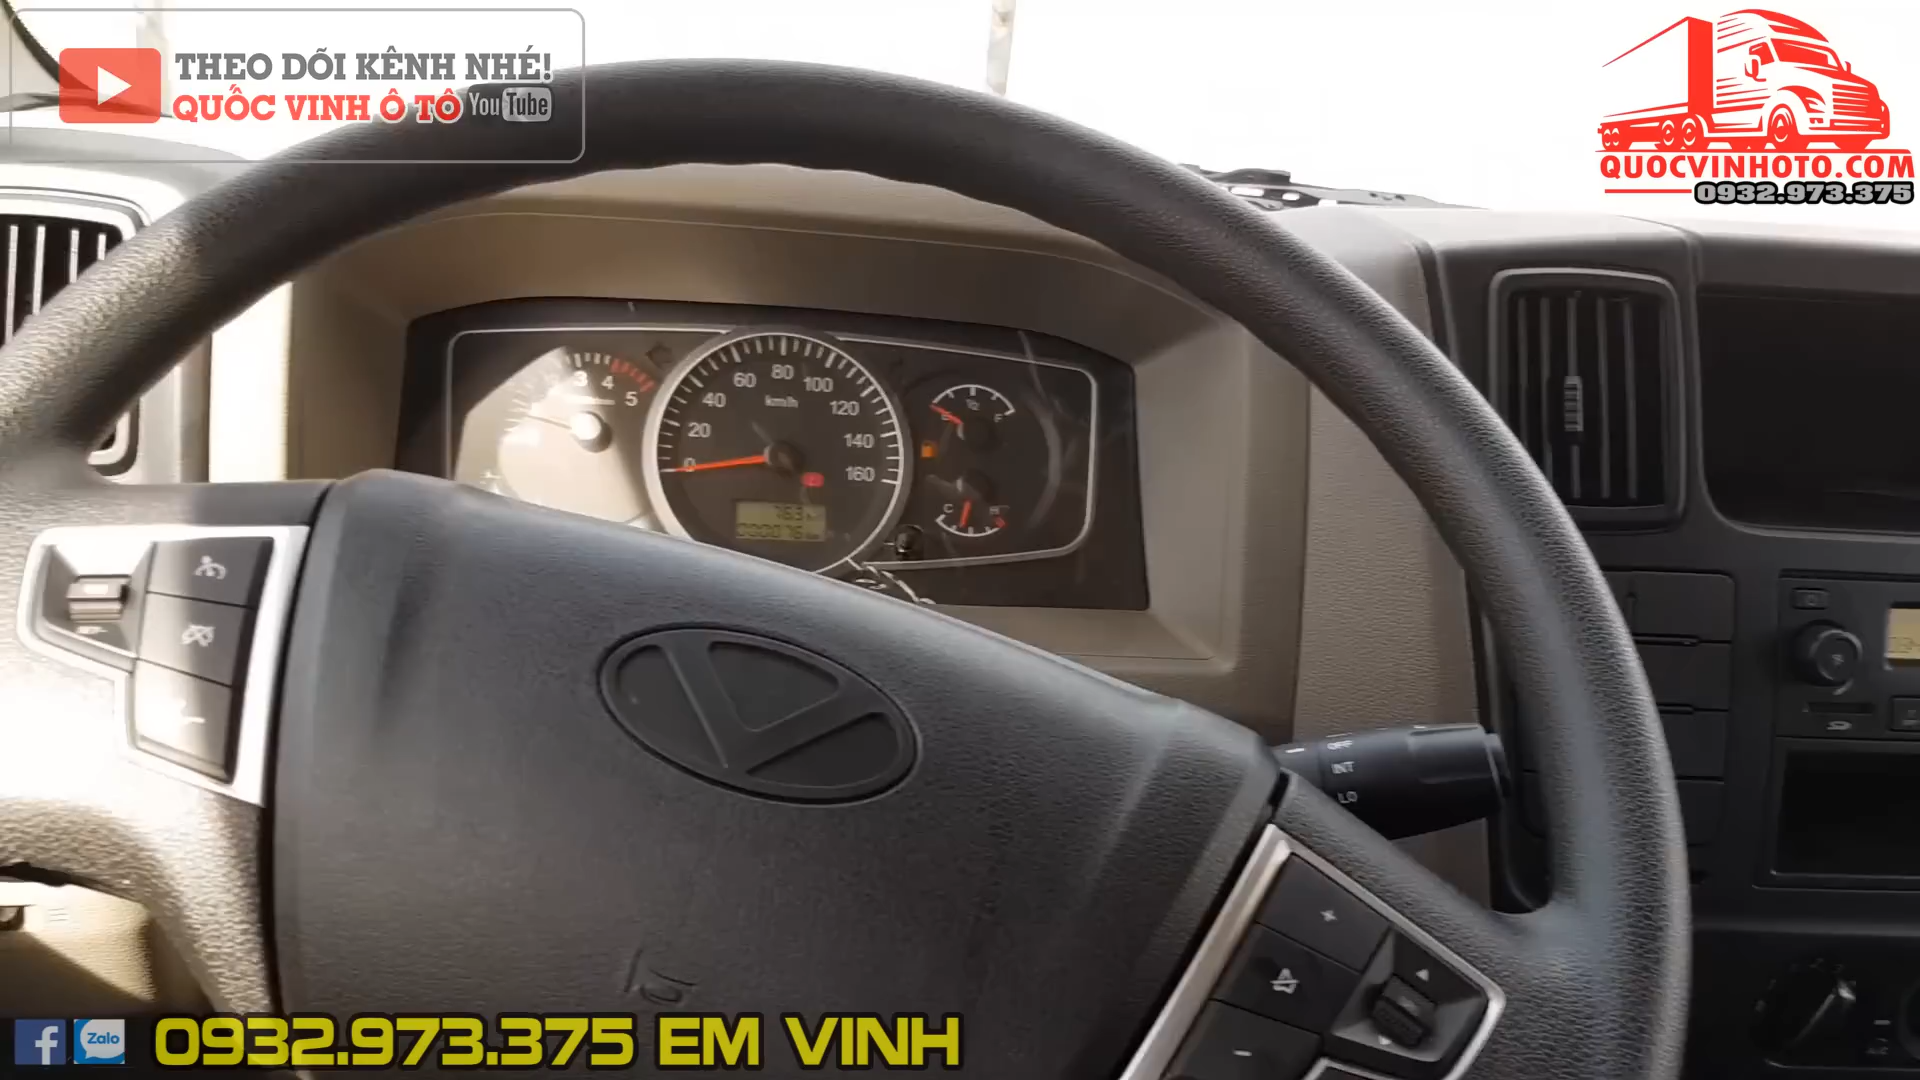 THEO DÕI KÊNH NHÉ!
QUỐC VINH Ô TÔ YouTube
QUOCVINHOTO.COM
0932.973.375
3 4 5
0 20 40 60 80 100 120 140 160
km/h
E 1/2 F
C H
OFF
INT
LO
+
-
f Zalo 0932.973.375 EM VINH